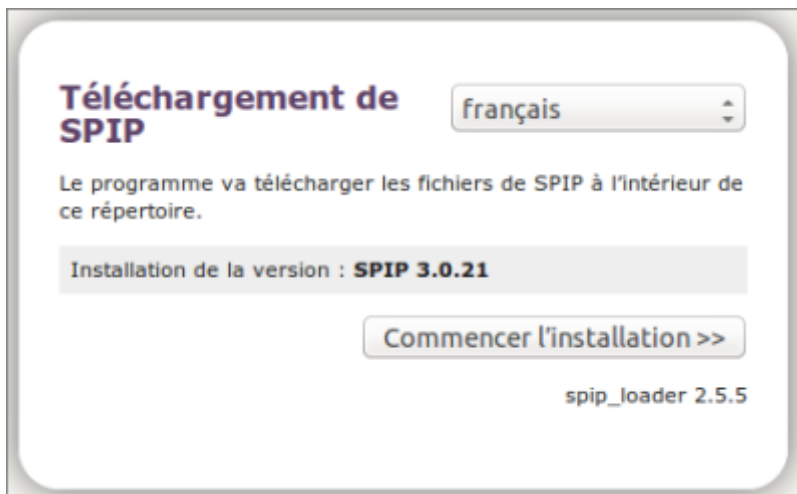 Téléchargement de
SPIP
français
Le programme va télécharger les fichiers de SPIP à l'intérieur de
ce répertoire.
Installation de la version : SPIP 3.0.21
Commencer l'installation >>
spip_loader 2.5.5